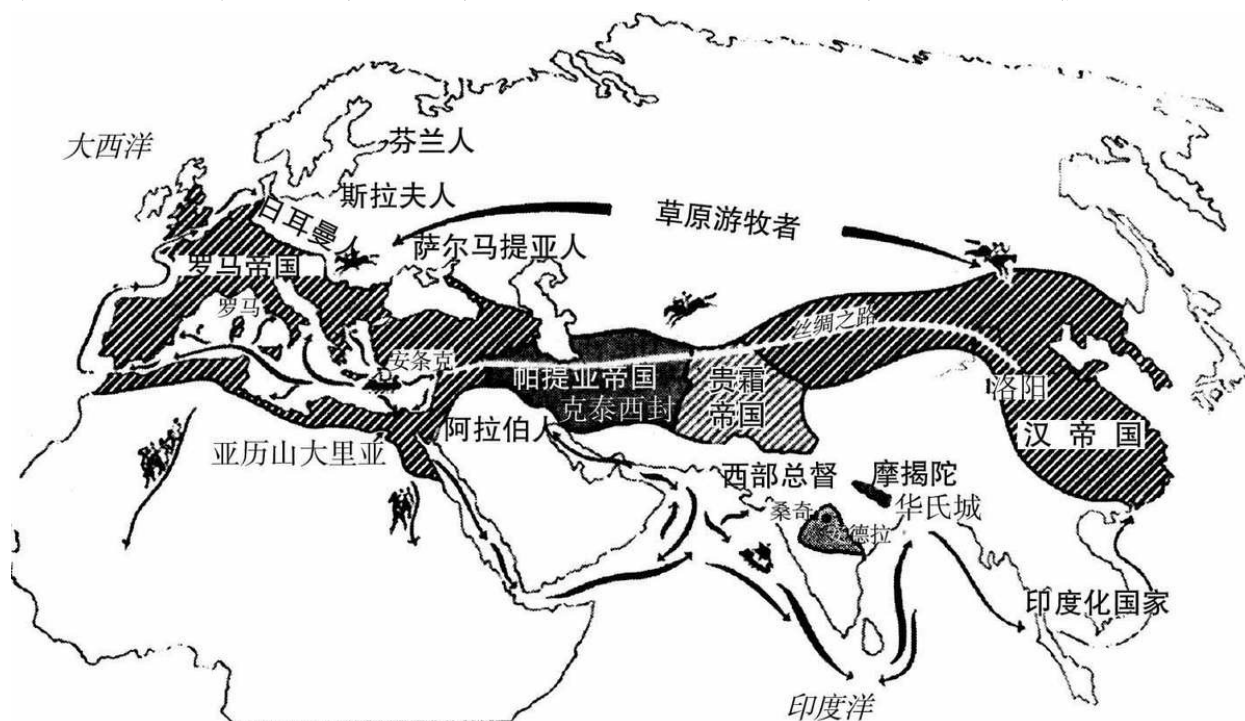 大西洋
芬兰人
斯拉夫人
日耳曼人
萨尔马提亚人
草原游牧者
罗马帝国
罗马
丝绸之路
安条克
帕提亚帝国
克泰西封
贵霜
帝国
洛阳
汉帝国
阿拉伯人
亚历山大里亚
西部总督
摩揭陀
桑奇
华氏城
安德拉
印度化国家
印度洋